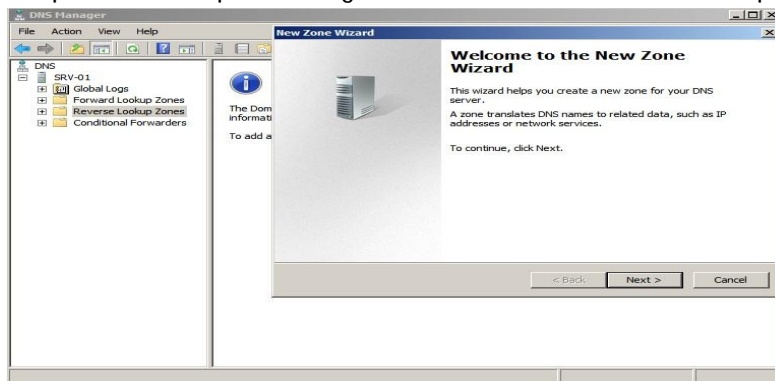 DNS Manager
File Action View Help
DNS
SRV-01
Global Logs
Forward Lookup Zones
Reverse Lookup Zones
Conditional Forwarders
The Dom
informati
To add a
New Zone Wizard
Welcome to the New Zone
Wizard
This wizard helps you create a new zone for your DNS
server.
A zone translates DNS names to related data, such as IP
addresses or network services.
To continue, click Next.
< Back Next > Cancel